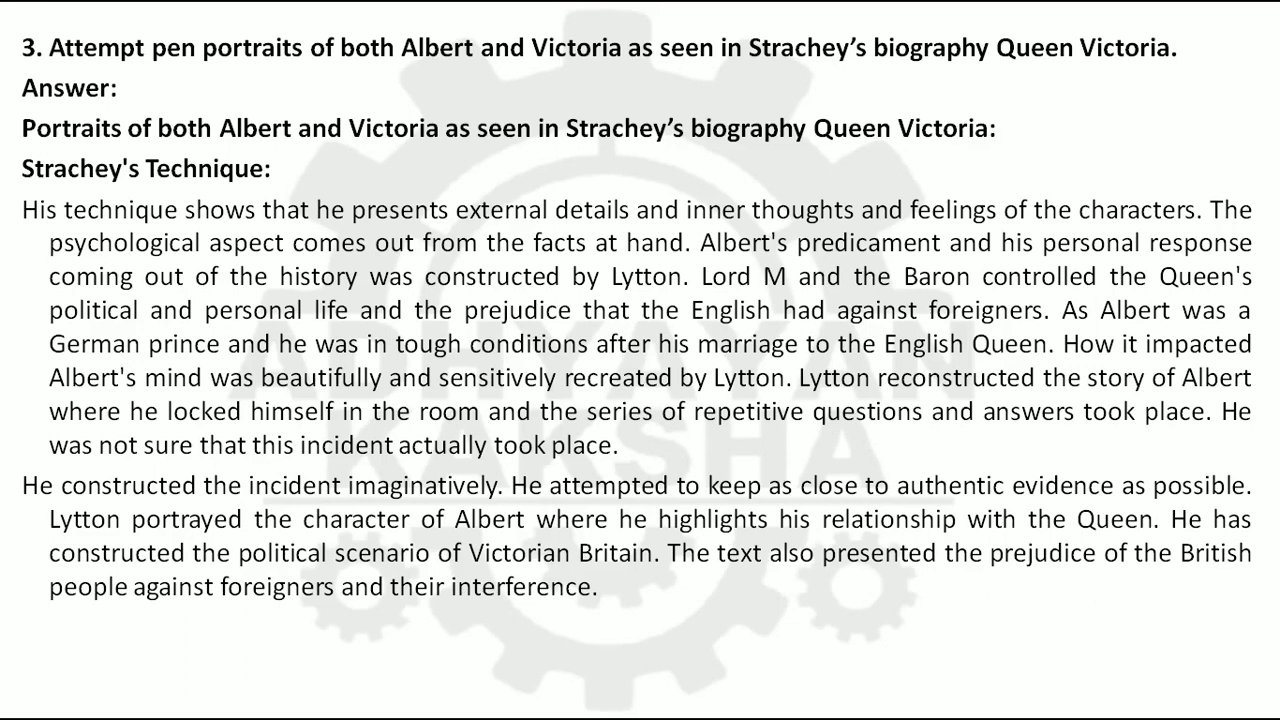 3. Attempt pen portraits of both Albert and Victoria as seen in Strachey’s biography Queen Victoria.
Answer:
Portraits of both Albert and Victoria as seen in Strachey’s biography Queen Victoria:
Strachey's Technique:
His technique shows that he presents external details and inner thoughts and feelings of the characters. The
psychological aspect comes out from the facts at hand. Albert's predicament and his personal response
coming out of the history was constructed by Lytton. Lord M and the Baron controlled the Queen's
political and personal life and the prejudice that the English had against foreigners. As Albert was a
German prince and he was in tough conditions after his marriage to the English Queen. How it impacted
Albert's mind was beautifully and sensitively recreated by Lytton. Lytton reconstructed the story of Albert
where he locked himself in the room and the series of repetitive questions and answers took place. He
was not sure that this incident actually took place.
He constructed the incident imaginatively. He attempted to keep as close to authentic evidence as possible.
Lytton portrayed the character of Albert where he highlights his relationship with the Queen. He has
constructed the political scenario of Victorian Britain. The text also presented the prejudice of the British
people against foreigners and their interference.
ADHYAYAN
KAKSHA